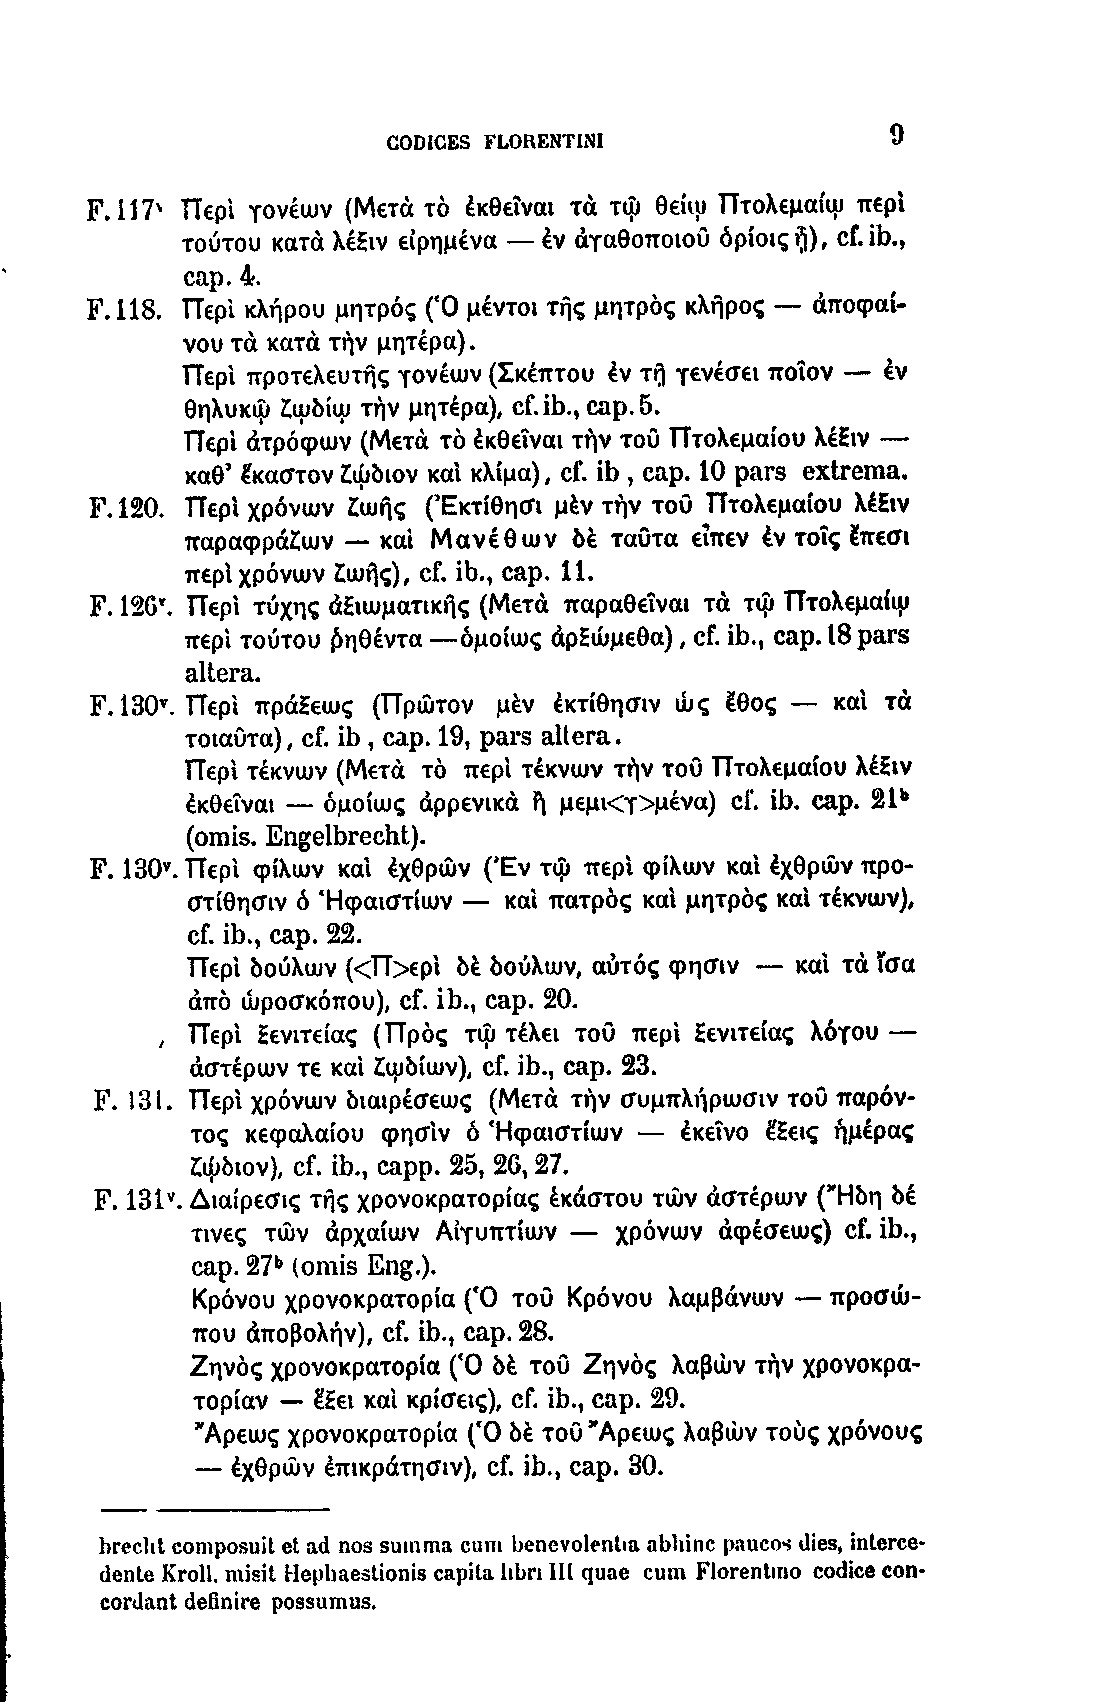 CODICES FLORENTINI 9
F. 117ᵛ Περὶ γονέων (Μετὰ τὸ ἐκθεῖναι τὰ τῷ θείῳ Πτολεμαίῳ περὶ
τούτου κατὰ λέξιν εἰρημένα — ἐν ἀγαθοποιοῦ ὁρίοις ᾖ), cf. ib.,
cap. 4.
F. 118. Περὶ κλήρου μητρός (Ὁ μέντοι τῆς μητρὸς κλῆρος — ἀποφαί-
νου τὰ κατὰ τὴν μητέρα).
Περὶ προτελευτῆς γονέων (Σκέπτου ἐν τῇ γενέσει ποῖον — ἐν
θηλυκῷ ζῳδίῳ τὴν μητέρα), cf. ib., cap. 5.
Περὶ ἀτρόφων (Μετὰ τὸ ἐκθεῖναι τὴν τοῦ Πτολεμαίου λέξιν —
καθ’ ἕκαστον ζῴδιον καὶ κλίμα), cf. ib , cap. 10 pars extrema.
F. 120. Περὶ χρόνων ζωῆς (Ἐκτίθησι μὲν τὴν τοῦ Πτολεμαίου λέξιν
παραφράζων — καὶ Μανέθων δὲ ταῦτα εἶπεν ἐν τοῖς ἔπεσι
περὶ χρόνων ζωῆς), cf. ib., cap. 11.
F. 126ʳ. Περὶ τύχης ἀξιωματικῆς (Μετὰ παραθεῖναι τὰ τῷ Πτολεμαίῳ
περὶ τούτου ῥηθέντα — ὁμοίως ἀρξώμεθα), cf. ib., cap. 18 pars
altera.
F. 130ᵛ. Περὶ πράξεως (Πρῶτον μὲν ἐκτίθησιν ὡς ἔθος — καὶ τὰ
τοιαῦτα), cf. ib , cap. 19, pars altera.
Περὶ τέκνων (Μετὰ τὸ περὶ τέκνων τὴν τοῦ Πτολεμαίου λέξιν
ἐκθεῖναι — ὁμοίως ἀρρενικὰ ἢ μεμι<γ>μένα) cf. ib. cap. 21ᵇ
(omis. Engelbrecht).
F. 130ᵛ. Περὶ φίλων καὶ ἐχθρῶν (Ἐν τῷ περὶ φίλων καὶ ἐχθρῶν προ-
στίθησιν ὁ Ἡφαιστίων — καὶ πατρὸς καὶ μητρὸς καὶ τέκνων),
cf. ib., cap. 22.
Περὶ δούλων (<Π>ερὶ δὲ δούλων, αὐτός φησιν — καὶ τὰ ἴσα
ἀπὸ ὡροσκόπου), cf. ib., cap. 20.
Περὶ ξενιτείας (Πρὸς τῷ τέλει τοῦ περὶ ξενιτείας λόγου —
ἀστέρων τε καὶ ζῳδίων), cf. ib., cap. 23.
F. 131. Περὶ χρόνων διαιρέσεως (Μετὰ τὴν συμπλήρωσιν τοῦ παρόν-
τος κεφαλαίου φησὶν ὁ Ἡφαιστίων — ἐκεῖνο ἕξεις ἡμέρας
ζῴδιον), cf. ib., capp. 25, 26, 27.
F. 131ᵛ. Διαίρεσις τῆς χρονοκρατορίας ἑκάστου τῶν ἀστέρων (Ἤδη δέ
τινες τῶν ἀρχαίων Αἰγυπτίων — χρόνων ἀφέσεως) cf. ib.,
cap. 27ᵇ (omis Eng.).
Κρόνου χρονοκρατορία (Ὁ τοῦ Κρόνου λαμβάνων — προσώ-
που ἀποβολήν), cf. ib., cap. 28.
Ζηνὸς χρονοκρατορία (Ὁ δὲ τοῦ Ζηνὸς λαβὼν τὴν χρονοκρα-
τορίαν — ἕξει καὶ κρίσεις), cf. ib., cap. 29.
Ἄρεως χρονοκρατορία (Ὁ δὲ τοῦ Ἄρεως λαβὼν τοὺς χρόνους
— ἐχθρῶν ἐπικράτησιν), cf. ib., cap. 30.
brecht composuit et ad nos summa cum benevolentia abhinc paucos dies, interce-
dente Kroll, misit Hephaestionis capita libri III quae cum Florentino codice con-
cordant definire possumus.